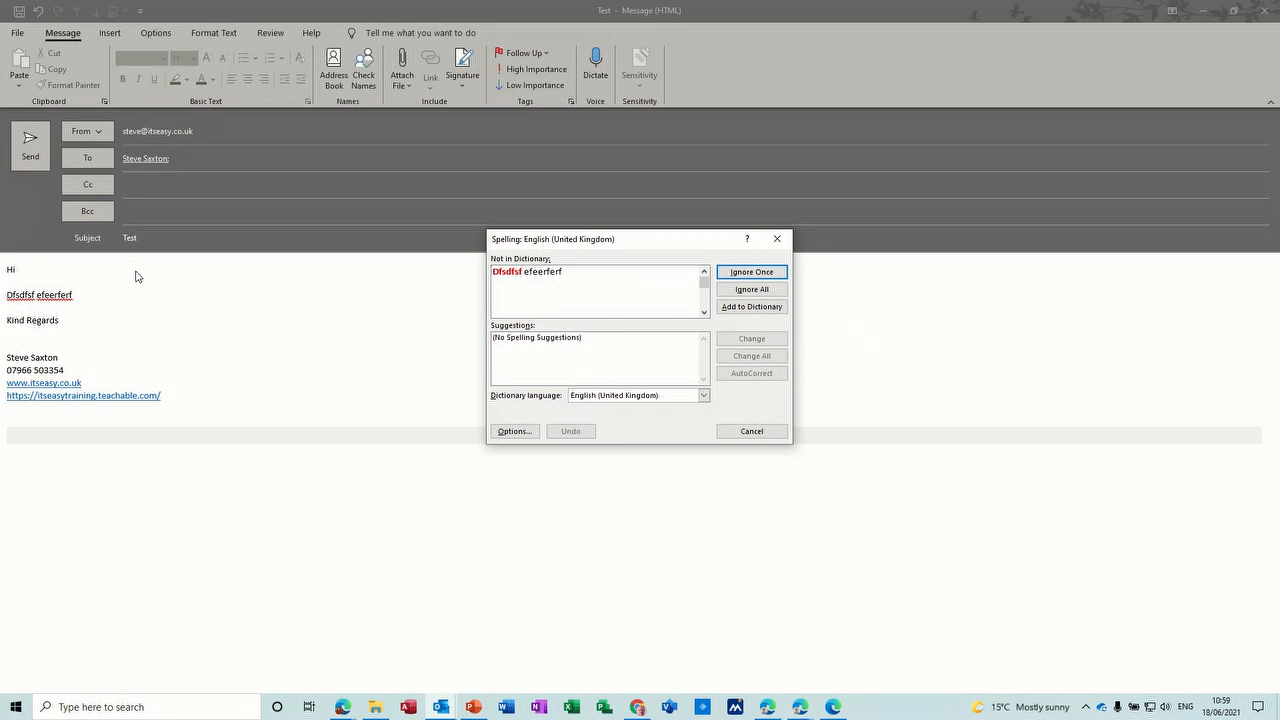 Test - Message (HTML)
File Message Insert Options Format Text Review Help Tell me what you want to do
Paste Cut Copy Format Painter Clipboard
11 Basic Text
Address Book Check Names Names
Attach File Link Signature Include
Follow Up High Importance Low Importance Tags
Dictate Voice
Sensitivity Sensitivity
Send
From steve@itseasy.co.uk
To Steve Saxton;
Cc
Bcc
Subject Test
Hi
Dfsdfsf efeerferf
Kind Regards
Steve Saxton
07966 503354
www.itseasy.co.uk
https://itseasytraining.teachable.com/
Spelling: English (United Kingdom) ?
Not in Dictionary:
Dfsdfsf efeerferf
Ignore Once
Ignore All
Add to Dictionary
Suggestions:
(No Spelling Suggestions)
Change
Change All
AutoCorrect
Dictionary language: English (United Kingdom)
Options... Undo Cancel
Type here to search
15°C Mostly sunny ENG 10:59
18/06/2021